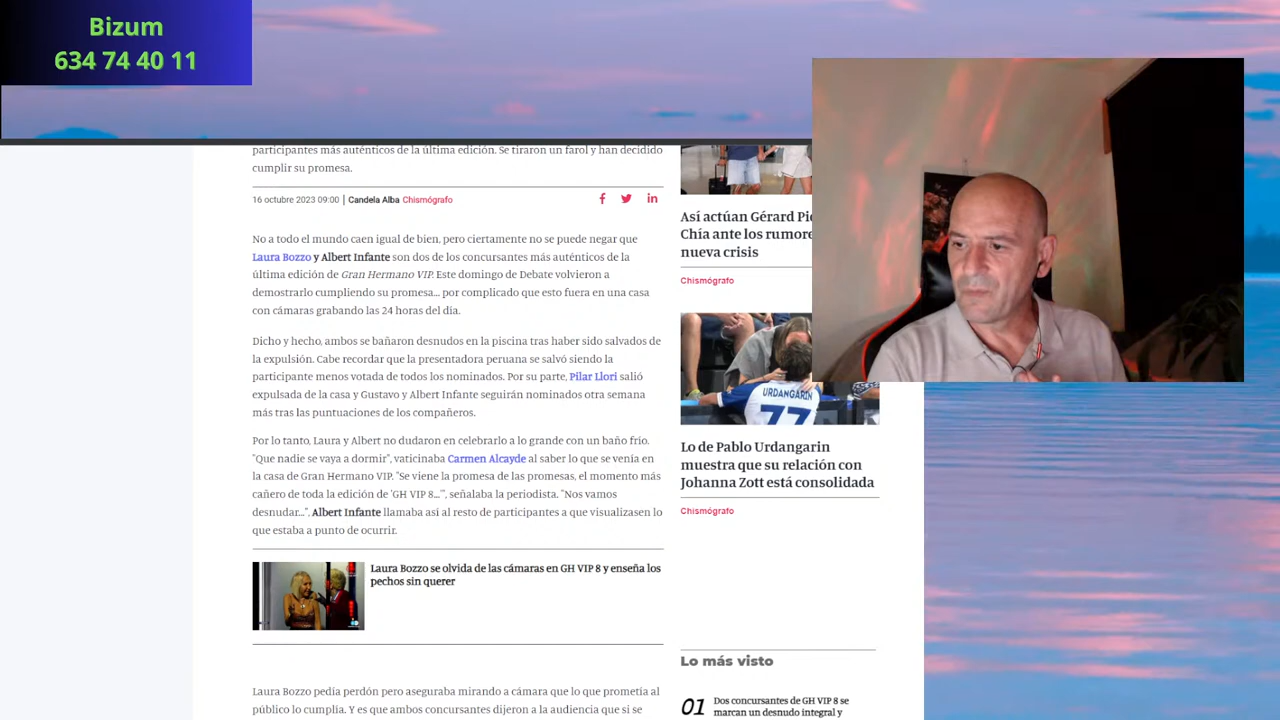 Bizum
634 74 40 11
participantes más auténticos de la última edición. Se tiraron un farol y han decidido
cumplir su promesa.
16 octubre 2023 09:00 | Candela Alba Chismógrafo
No a todo el mundo caen igual de bien, pero ciertamente no se puede negar que
Laura Bozzo y Albert Infante son dos de los concursantes más auténticos de la
última edición de Gran Hermano VIP. Este domingo de Debate volvieron a
demostrarlo cumpliendo su promesa... por complicado que esto fuera en una casa
con cámaras grabando las 24 horas del día.
Dicho y hecho, ambos se bañaron desnudos en la piscina tras haber sido salvados de
la expulsión. Cabe recordar que la presentadora peruana se salvó siendo la
participante menos votada de todos los nominados. Por su parte, Pilar Llori salió
expulsada de la casa y Gustavo y Albert Infante seguirán nominados otra semana
más tras las puntuaciones de los compañeros.
Por lo tanto, Laura y Albert no dudaron en celebrarlo a lo grande con un baño frío.
"Que nadie se vaya a dormir", vaticinaba Carmen Alcayde al saber lo que se venía en
la casa de Gran Hermano VIP. "Se viene la promesa de las promesas, el momento más
cañero de toda la edición de 'GH VIP 8...'", señalaba la periodista. "Nos vamos
desnudar...", Albert Infante llamaba así al resto de participantes a que visualizasen lo
que estaba a punto de ocurrir.
Laura Bozzo se olvida de las cámaras en GH VIP 8 y enseña los
pechos sin querer
Laura Bozzo pedía perdón pero aseguraba mirando a cámara que lo que prometía al
público lo cumplía. Y es que ambos concursantes dijeron a la audiencia que si se
Así actúan Gérard
Chía ante los
nueva crisis
Chismógrafo
URDANGARIN
77
Lo de Pablo Urdangarin
muestra que su relación con
Johanna Zott está consolidada
Chismógrafo
Lo más visto
01 Dos concursantes de GH VIP 8 se
marcan un desnudo integral y